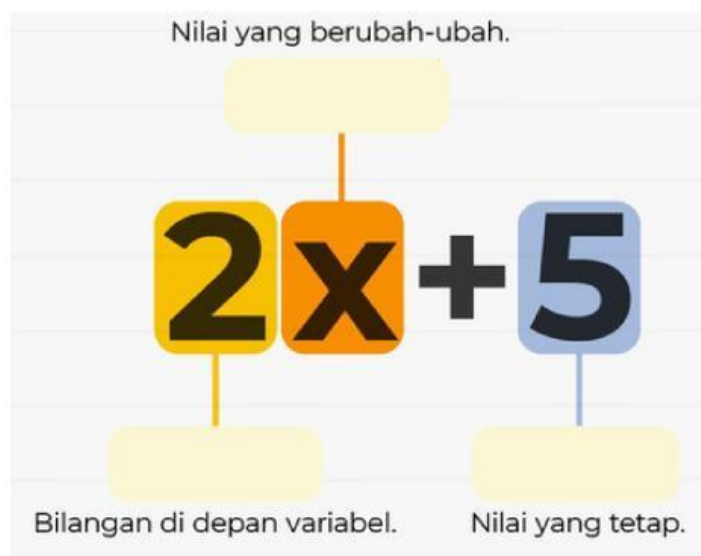 Nilai yang berubah-ubah.
2x+5
Bilangan di depan variabel.
Nilai yang tetap.